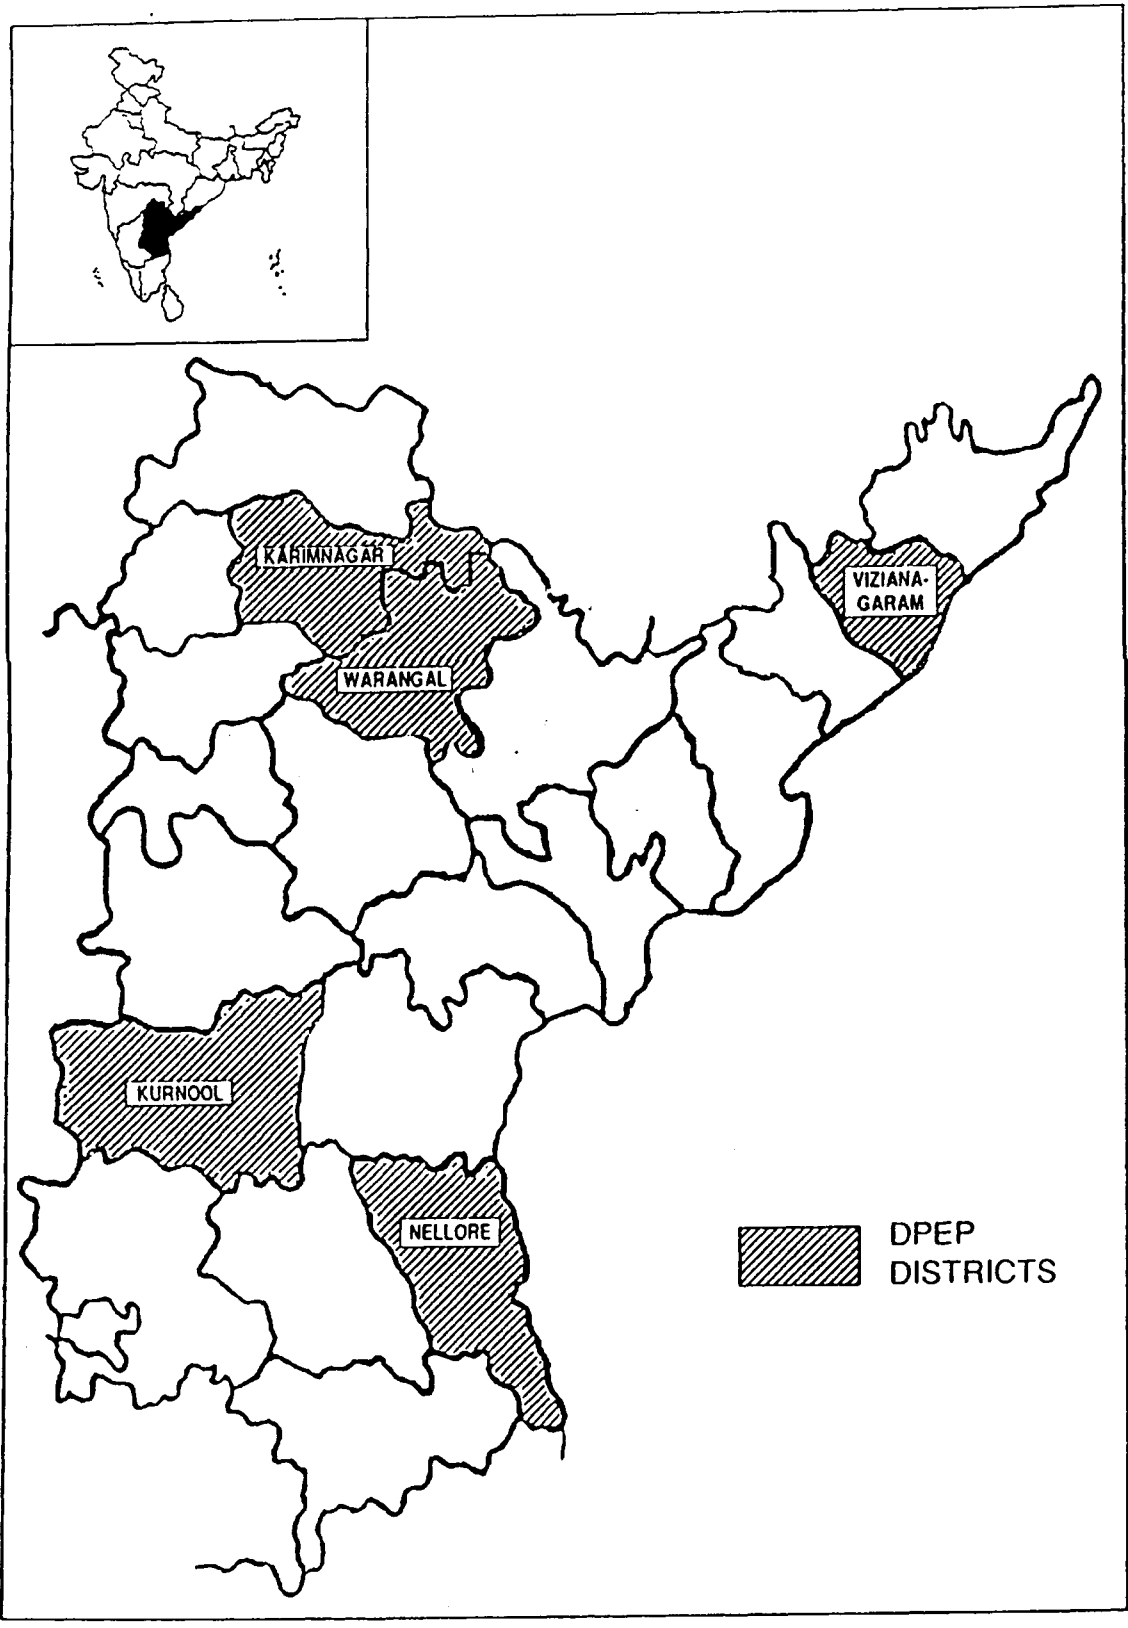 KARIMNAGAR
VIZIANA-
GARAM
WARANGAL
KURNOOL
NELLORE
DPEP
DISTRICTS